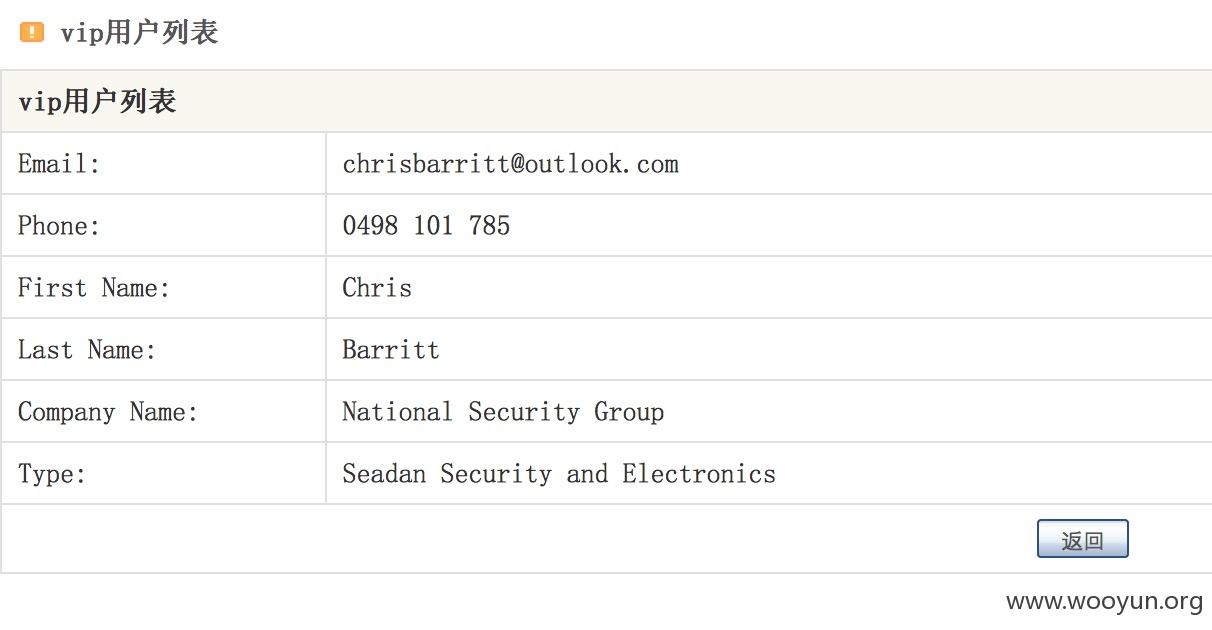 vip用户列表
vip用户列表
Email: chrisbarritt@outlook.com
Phone: 0498 101 785
First Name: Chris
Last Name: Barritt
Company Name: National Security Group
Type: Seadan Security and Electronics
返回
www.wooyun.org